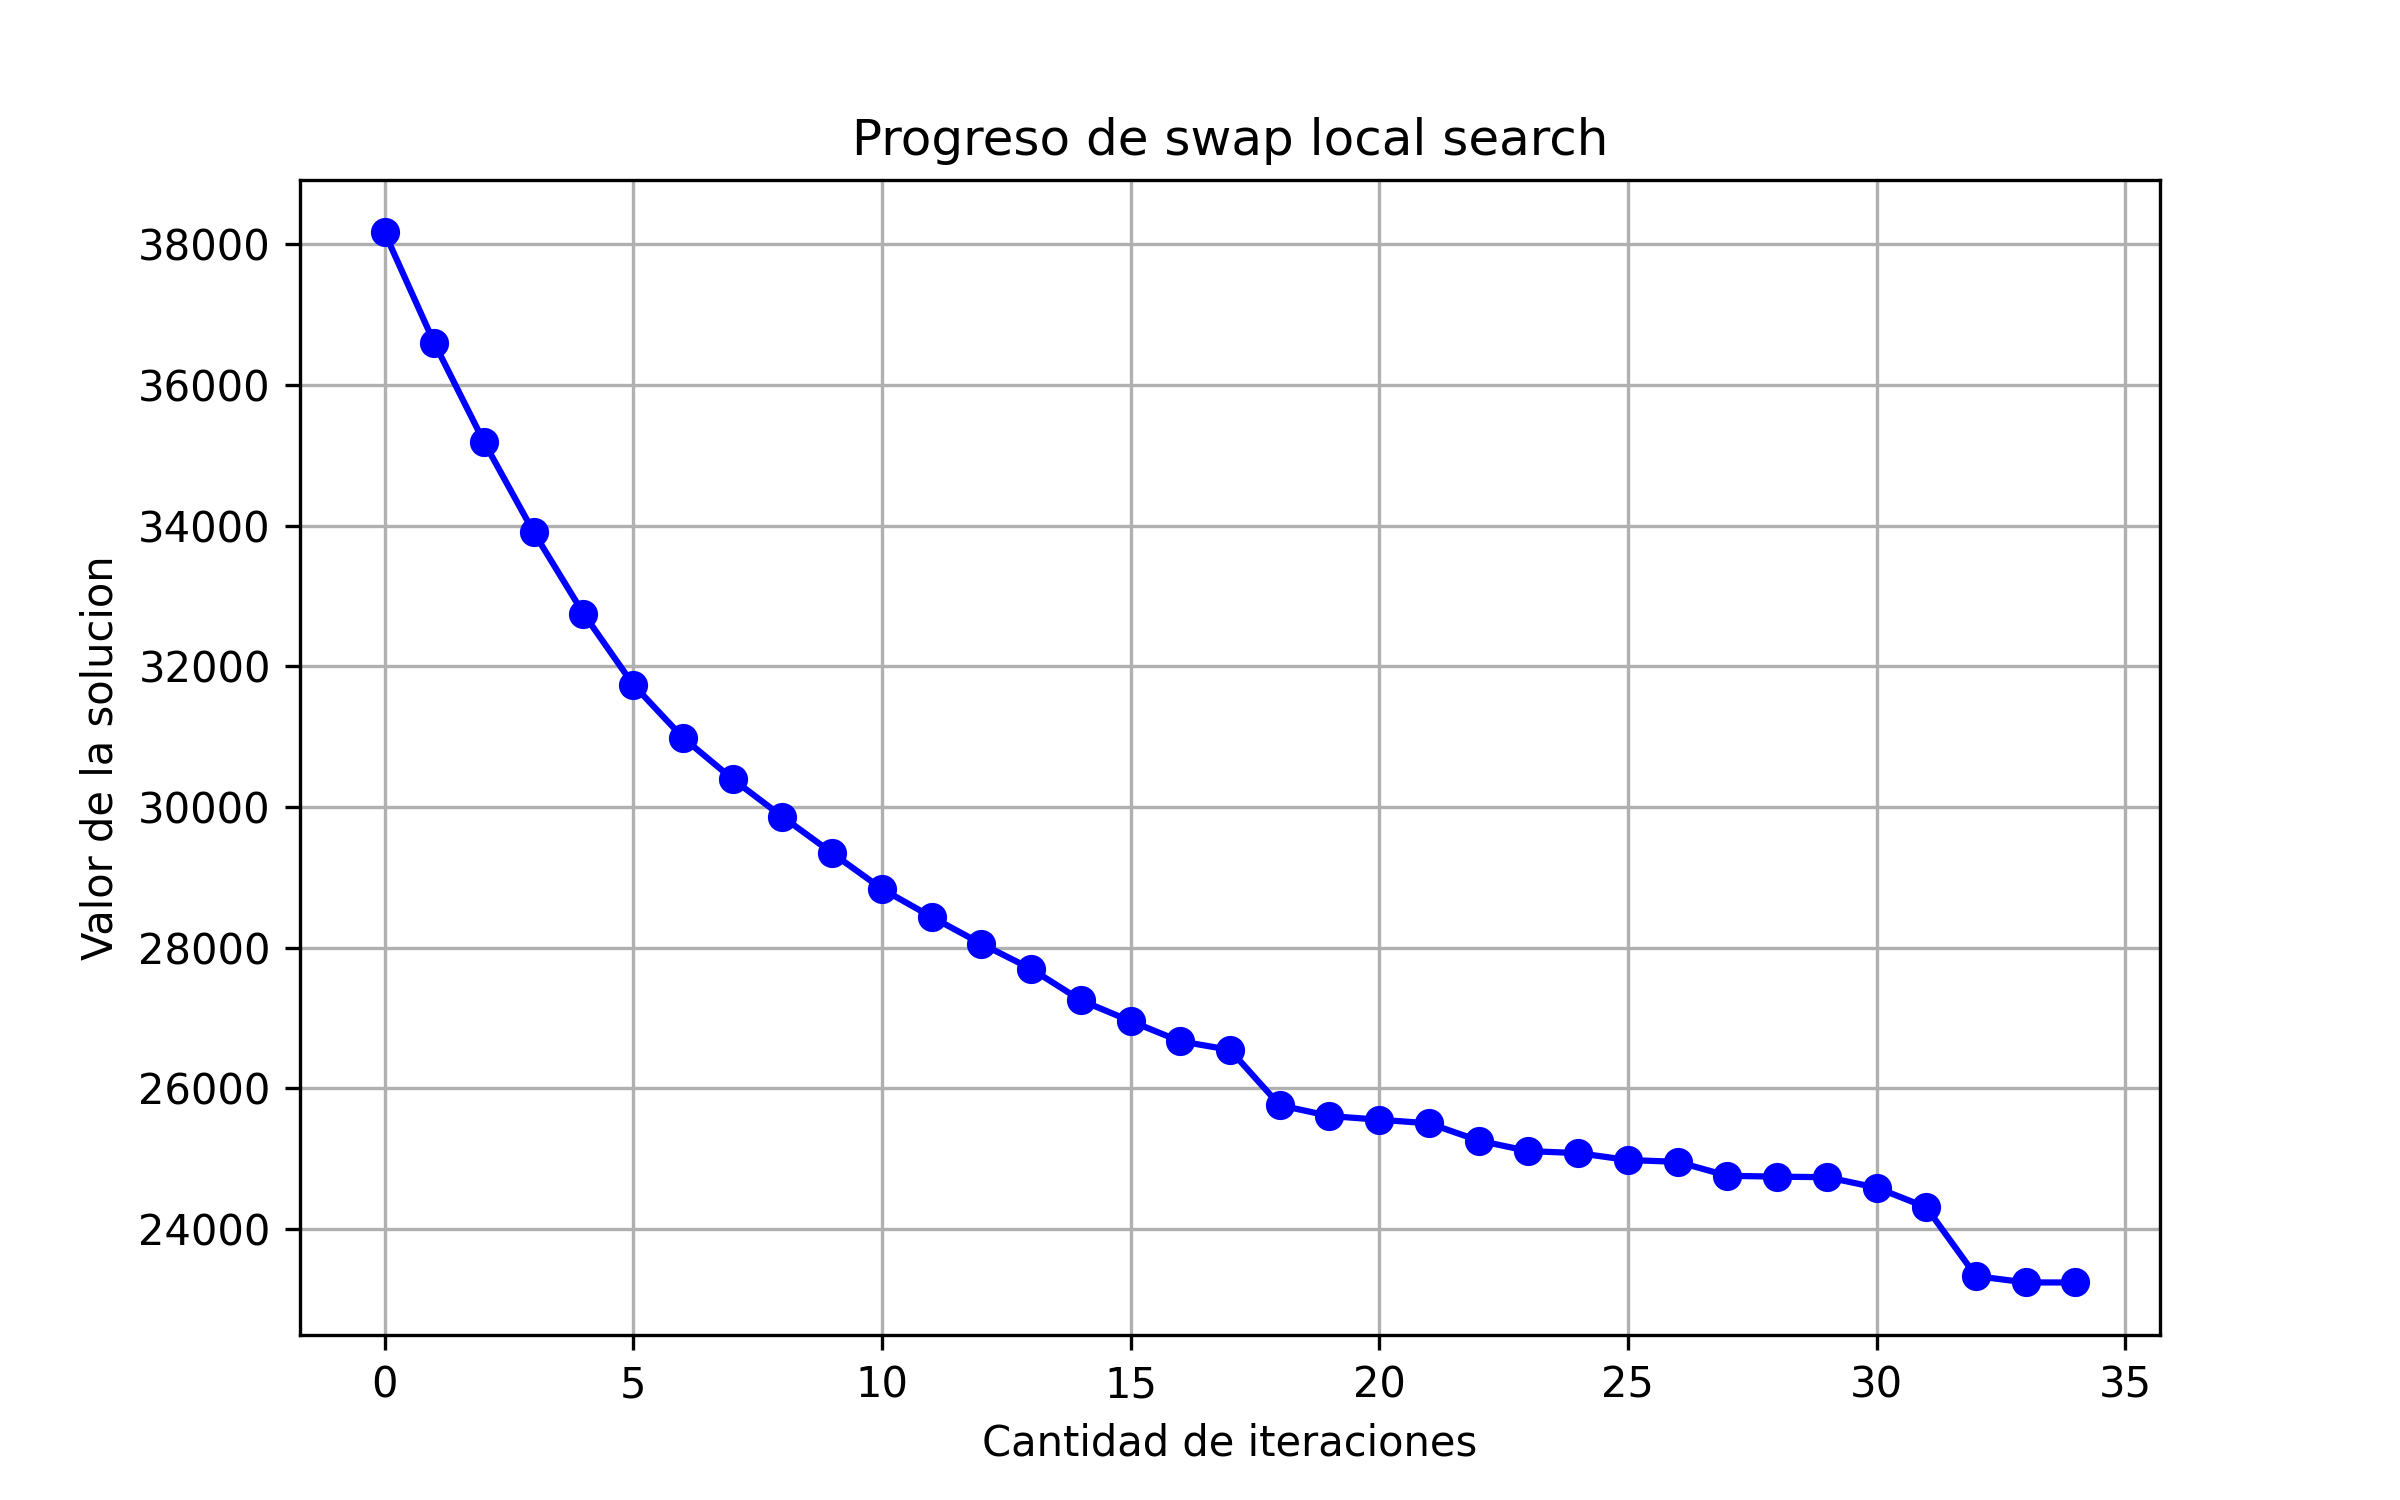 Progreso de swap local search
Valor de la solucion
38000
36000
34000
32000
30000
28000
26000
24000
0 5 10 15 20 25 30 35
Cantidad de iteraciones